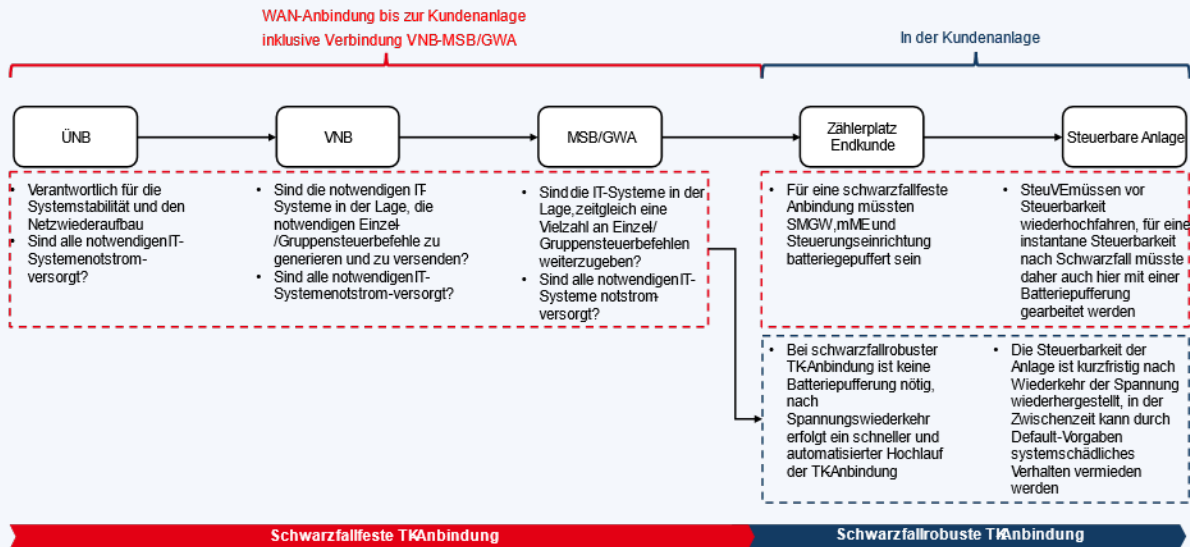 WAN-Anbindung bis zur Kundenanlage
inklusive Verbindung VNB-MSB/GWA
In der Kundenanlage
ÜNB
VNB
MSB/GWA
Zählerplatz
Endkunde
Steuerbare Anlage
• Verantwortlich für die
Systemstabilität und den
Netzwiederaufbau
• Sind alle notwendigen IT-
Systemenotstrom-
versorgt?
• Sind die notwendigen IT-
Systeme in der Lage, die
notwendigen Einzel-
/Gruppensteuerbefehle zu
generieren und zu versenden?
• Sind alle notwendigen IT-
Systemenotstrom-versorgt?
• Sind die IT-Systeme in der
Lage, zeitgleich eine
Vielzahl an Einzel-/
Gruppensteuerbefehlen
weiterzugeben?
• Sind alle notwendigen IT-
Systeme notstrom-
versorgt?
• Für eine schwarzfallfeste
Anbindung müssten
SMGW, mME und
Steuerungseinrichtung
batteriegepuffert sein
• SteuVE müssen vor
Steuerbarkeit
wiederhochfahren, für eine
instantane Steuerbarkeit
nach Schwarzfall müsste
daher auch hier mit einer
Batteriepufferung
gearbeitet werden
• Bei schwarzfallrobuster
TK-Anbindung ist keine
Batteriepufferung nötig,
nach
Spannungswiederkehr
erfolgt ein schneller und
automatisierter Hochlauf
der TK-Anbindung
• Die Steuerbarkeit der
Anlage ist kurzfristig nach
Wiederkehr der Spannung
wiederhergestellt, in der
Zwischenzeit kann durch
Default-Vorgaben
systemschädliches
Verhalten vermieden
werden
Schwarzfallfeste TK-Anbindung
Schwarzfallrobuste TK-Anbindung